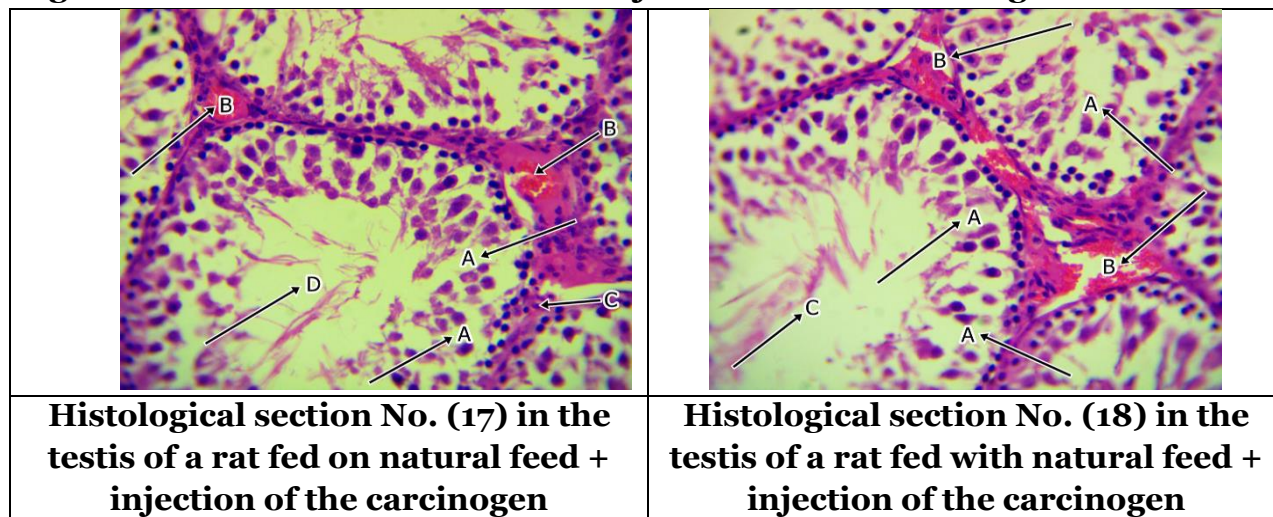 B
B
A
C
D
A
B
A
A
B
C
A
Histological section No. (17) in the
testis of a rat fed on natural feed +
injection of the carcinogen
Histological section No. (18) in the
testis of a rat fed with natural feed +
injection of the carcinogen